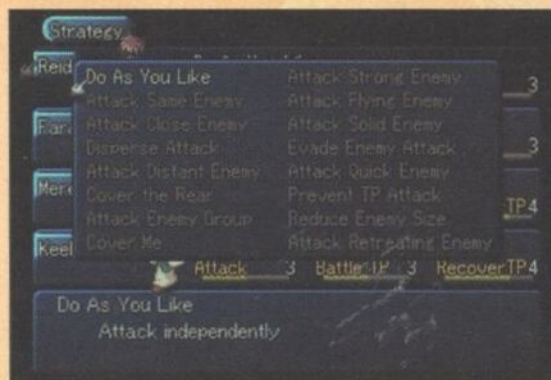 Strategy
Reid
Do As You Like Attack Strong Enemy
Attack Same Enemy Attack Flying Enemy
3
Fara
Attack Close Enemy Attack Solid Enemy
Disperse Attack Evade Enemy Attack
3
Attack Distant Enemy Attack Quick Enemy
Mere
Cover the Rear Prevent TP Attack
TP4
Attack Enemy Group Reduce Enemy Size
Keel
Cover Me Attack Retreating Enemy
Attack 3 Battle TP 3 Recover TP4
Do As You Like
Attack independently